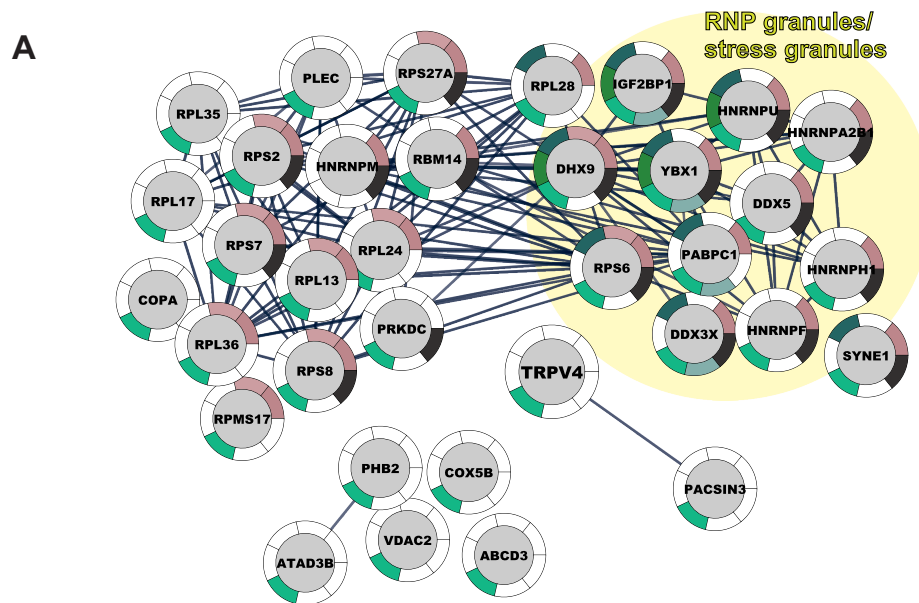 A
RNP granules/
stress granules
PLEC
RPS27A
RPL28
IGF2BP1
HNRNPU
RPL35
HNRNPA2B1
RPS2
HNRNPM
RBM14
DHX9
YBX1
RPL17
DDX5
RPS7
RPL24
PABPC1
RPL13
RPS6
HNRNPH1
COPA
PRKDC
DDX3X
HNRNPF
RPL36
SYNE1
RPS8
TRPV4
RPMS17
PHB2
COX5B
PACSIN3
VDAC2
ATAD3B
ABCD3